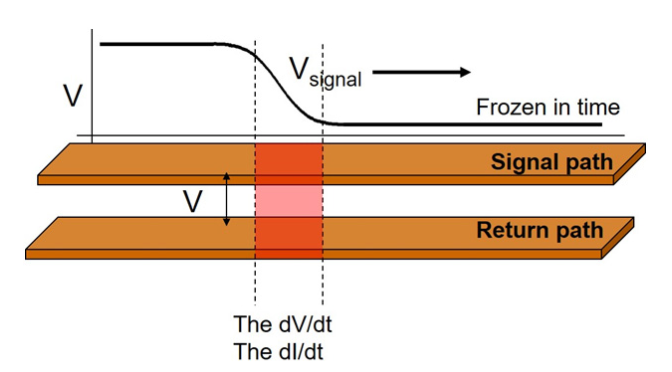 V
Vsignal
Frozen in time
Signal path
V
Return path
The dV/dt
The dI/dt